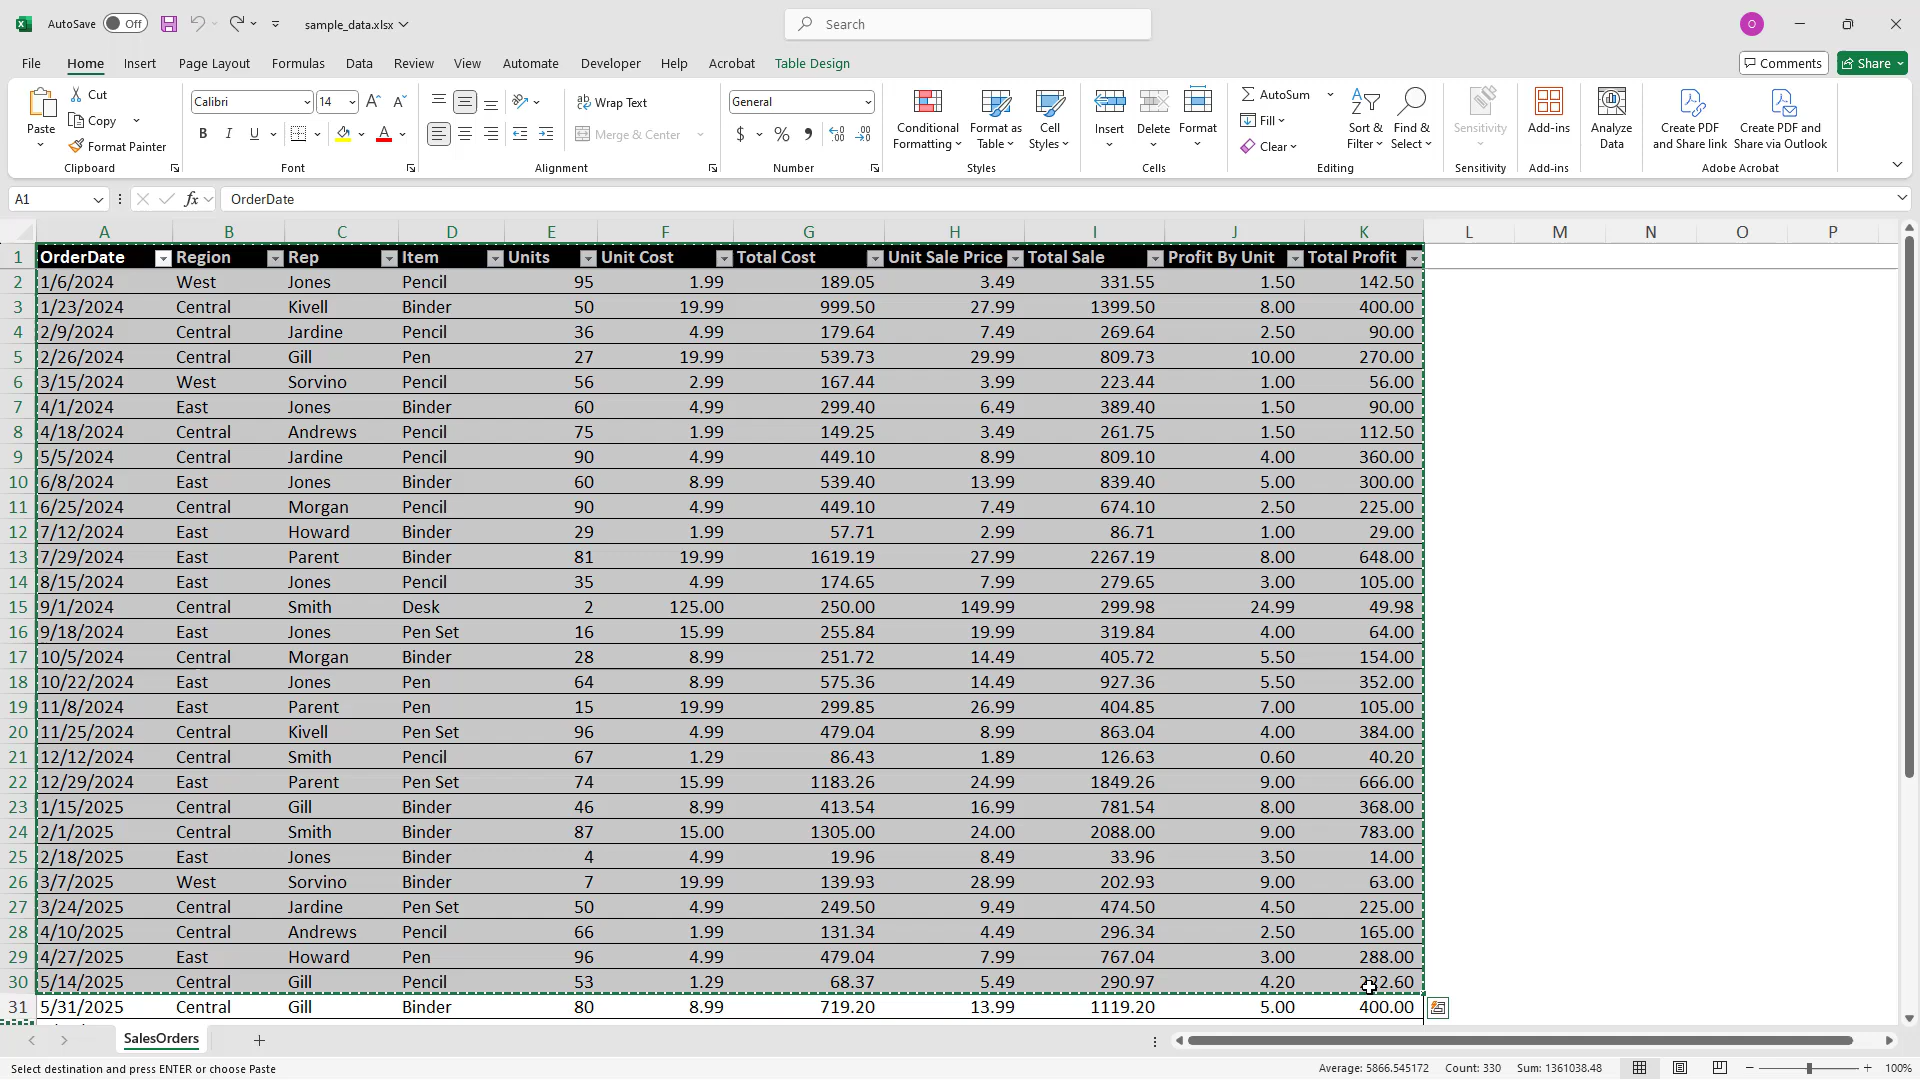 AutoSave Off sample_data.xlsx Search O
File Home Insert Page Layout Formulas Data Review View Automate Developer Help Acrobat Table Design Comments Share
Paste Cut Copy Format Painter Clipboard
Calibri 14 B I U A Font
ab Wrap Text Merge & Center Alignment
General $ % Number
Conditional Formatting Format as Table Cell Styles Styles
Insert Delete Format Cells
AutoSum Fill Clear Sort & Filter Find & Select Editing
Sensitivity Sensitivity
Add-ins Add-ins
Analyze Data
Create PDF and Share link Create PDF and Share via Outlook Adobe Acrobat
A1 fx OrderDate
A B C D E F G H I J K L M N O P
1 OrderDate Region Rep Item Units Unit Cost Total Cost Unit Sale Price Total Sale Profit By Unit Total Profit
2 1/6/2024 West Jones Pencil 95 1.99 189.05 3.49 331.55 1.50 142.50
3 1/23/2024 Central Kivell Binder 50 19.99 999.50 27.99 1399.50 8.00 400.00
4 2/9/2024 Central Jardine Pencil 36 4.99 179.64 7.49 269.64 2.50 90.00
5 2/26/2024 Central Gill Pen 27 19.99 539.73 29.99 809.73 10.00 270.00
6 3/15/2024 West Sorvino Pencil 56 2.99 167.44 3.99 223.44 1.00 56.00
7 4/1/2024 East Jones Binder 60 4.99 299.40 6.49 389.40 1.50 90.00
8 4/18/2024 Central Andrews Pencil 75 1.99 149.25 3.49 261.75 1.50 112.50
9 5/5/2024 Central Jardine Pencil 90 4.99 449.10 8.99 809.10 4.00 360.00
10 6/8/2024 East Jones Binder 60 8.99 539.40 13.99 839.40 5.00 300.00
11 6/25/2024 Central Morgan Pencil 90 4.99 449.10 7.49 674.10 2.50 225.00
12 7/12/2024 East Howard Binder 29 1.99 57.71 2.99 86.71 1.00 29.00
13 7/29/2024 East Parent Binder 81 19.99 1619.19 27.99 2267.19 8.00 648.00
14 8/15/2024 East Jones Pencil 35 4.99 174.65 7.99 279.65 3.00 105.00
15 9/1/2024 Central Smith Desk 2 125.00 250.00 149.99 299.98 24.99 49.98
16 9/18/2024 East Jones Pen Set 16 15.99 255.84 19.99 319.84 4.00 64.00
17 10/5/2024 Central Morgan Binder 28 8.99 251.72 14.49 405.72 5.50 154.00
18 10/22/2024 East Jones Pen 64 8.99 575.36 14.49 927.36 5.50 352.00
19 11/8/2024 East Parent Pen 15 19.99 299.85 26.99 404.85 7.00 105.00
20 11/25/2024 Central Kivell Pen Set 96 4.99 479.04 8.99 863.04 4.00 384.00
21 12/12/2024 Central Smith Pencil 67 1.29 86.43 1.89 126.63 0.60 40.20
22 12/29/2024 East Parent Pen Set 74 15.99 1183.26 24.99 1849.26 9.00 666.00
23 1/15/2025 Central Gill Binder 46 8.99 413.54 16.99 781.54 8.00 368.00
24 2/1/2025 Central Smith Binder 87 15.00 1305.00 24.00 2088.00 9.00 783.00
25 2/18/2025 East Jones Binder 4 4.99 19.96 8.49 33.96 3.50 14.00
26 3/7/2025 West Sorvino Binder 7 19.99 139.93 28.99 202.93 9.00 63.00
27 3/24/2025 Central Jardine Pen Set 50 4.99 249.50 9.49 474.50 4.50 225.00
28 4/10/2025 Central Andrews Pencil 66 1.99 131.34 4.49 296.34 2.50 165.00
29 4/27/2025 East Howard Pen 96 4.99 479.04 7.99 767.04 3.00 288.00
30 5/14/2025 Central Gill Pencil 53 1.29 68.37 5.49 290.97 4.20
31 5/31/2025 Central Gill Binder 80 8.99 719.20 13.99 1119.20 5.00 400.00
SalesOrders
Select destination and press ENTER or choose Paste Average: 5866.545172 Count: 330 Sum: 1361038.48 100%